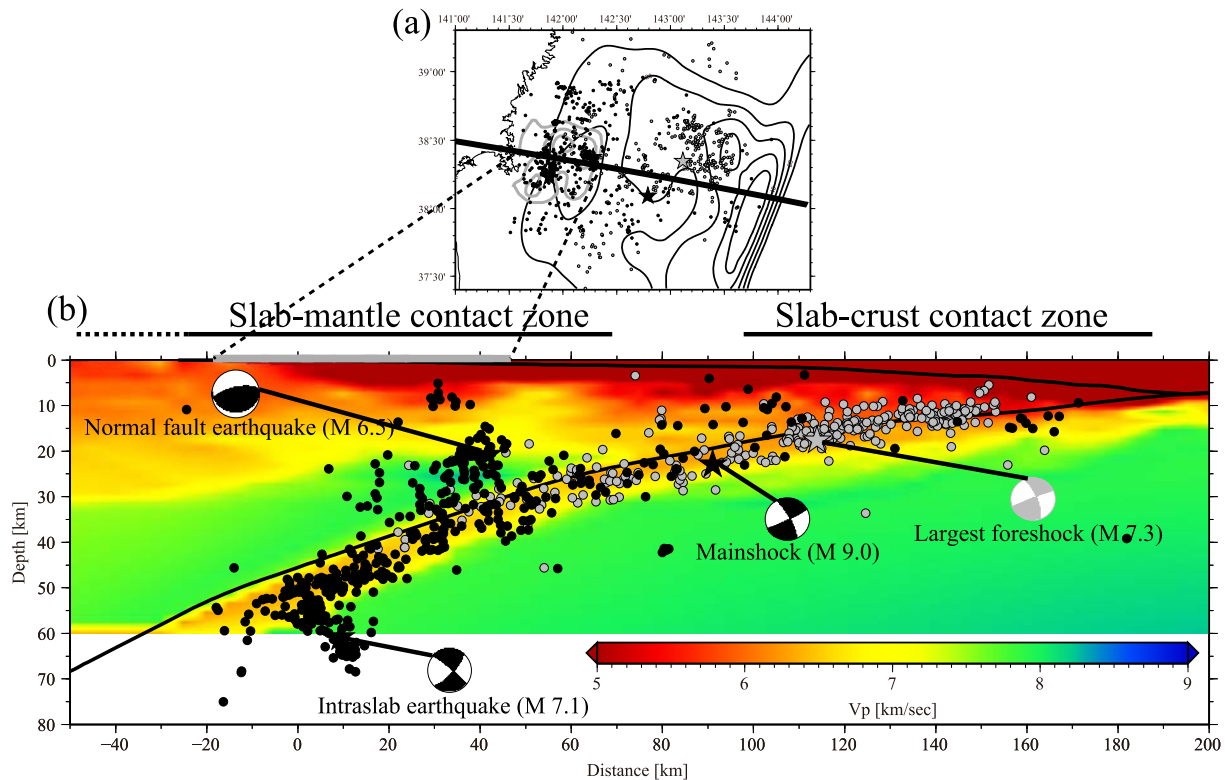 141°00' 141°30' 142°00' 142°30' 143°00' 143°30' 144°00'
(a)
39°00'
38°30'
38°00'
37°30'
(b)
Slab-mantle contact zone
Slab-crust contact zone
0
10
20
30
40
50
60
70
80
Depth [km]
Normal fault earthquake (M 6.5)
Largest foreshock (M 7.3)
Mainshock (M 9.0)
Intraslab earthquake (M 7.1)
5 6 7 8 9
Vp [km/sec]
−40 −20 0 20 40 60 80 100 120 140 160 180 200
Distance [km]